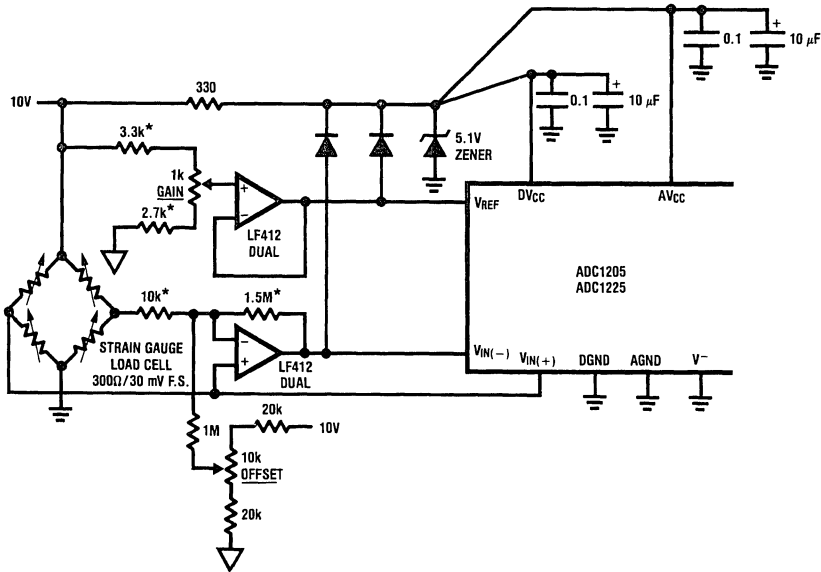 0.1
10 μF
+
330
10V
0.1
10 μF
+
3.3k*
5.1V
ZENER
1k
GAIN
+
−
DVCC
AVCC
2.7k*
VREF
LF412
DUAL
ADC1205
ADC1225
10k*
1.5M*
STRAIN GAUGE
LOAD CELL
300Ω/30 mV F.S.
−
+
LF412
DUAL
VIN(−)
VIN(+)
DGND
AGND
V−
20k
10V
1M
10k
OFFSET
20k